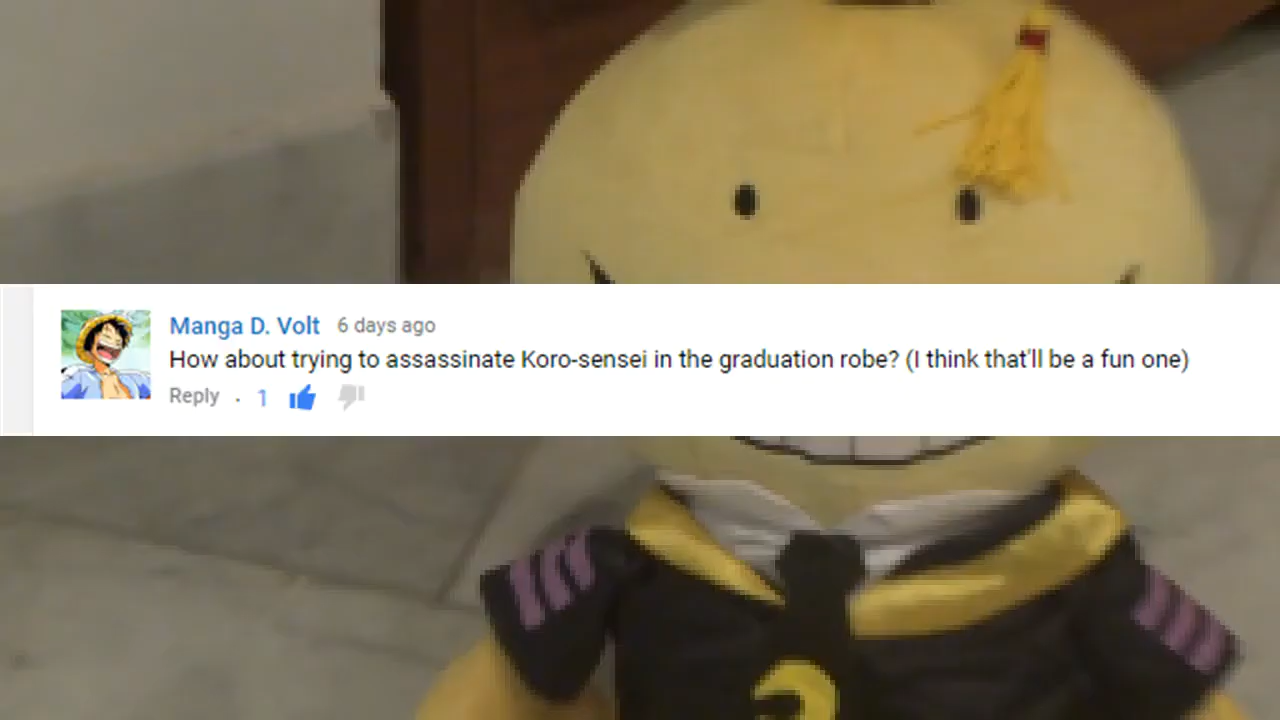 Manga D. Volt 6 days ago
How about trying to assassinate Koro-sensei in the graduation robe? (I think that'll be a fun one)
Reply · 1